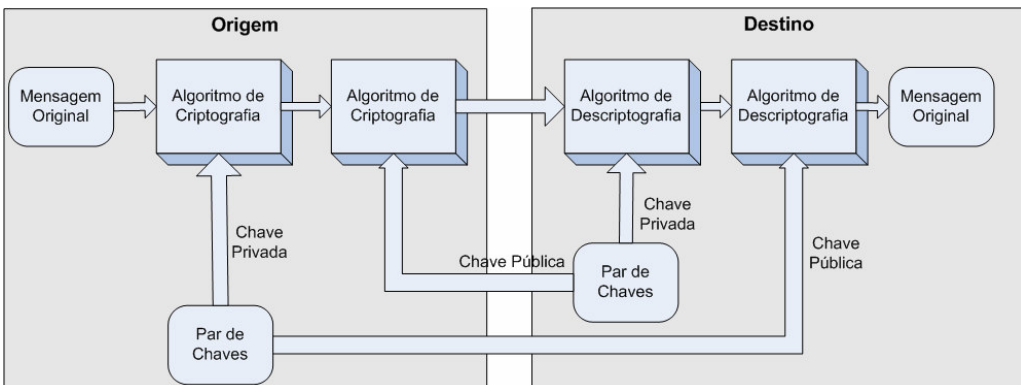 Origem
Destino
Mensagem
Original
Algoritmo de
Criptografia
Algoritmo de
Criptografia
Algoritmo de
Descriptografia
Algoritmo de
Descriptografia
Mensagem
Original
Chave
Privada
Chave Pública
Chave
Privada
Chave
Pública
Par de
Chaves
Par de
Chaves